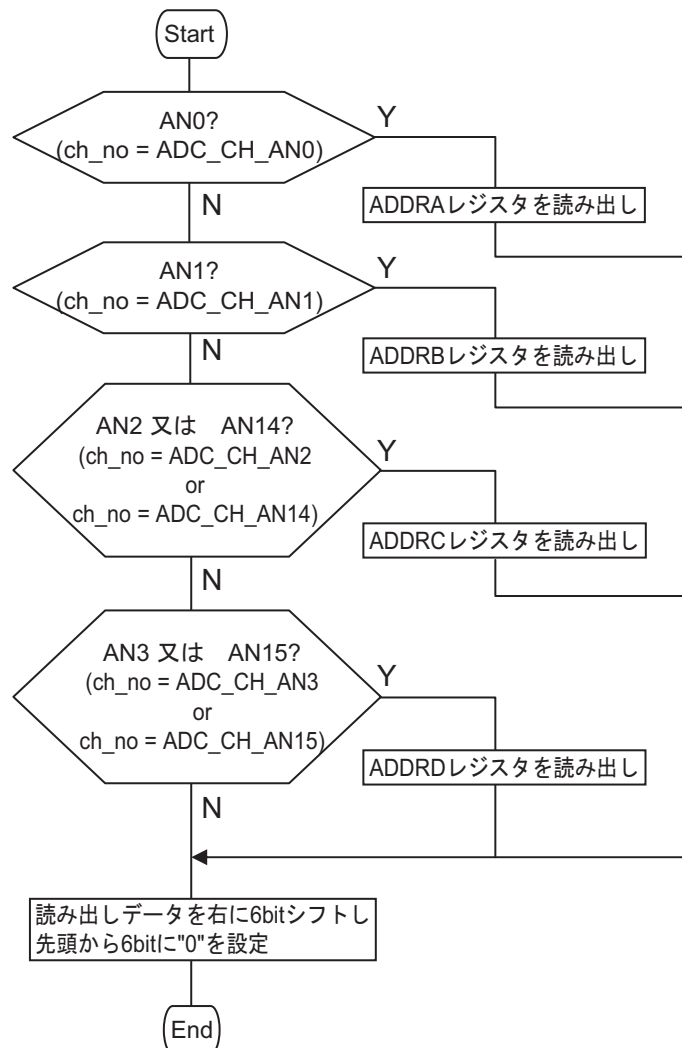 Start
AN0?
(ch_no = ADC_CH_AN0)
Y
ADDRAレジスタを読み出し
N
AN1?
(ch_no = ADC_CH_AN1)
Y
ADDRBレジスタを読み出し
N
AN2 又は　AN14?
(ch_no = ADC_CH_AN2
or
ch_no = ADC_CH_AN14)
Y
ADDRCレジスタを読み出し
N
AN3 又は　AN15?
(ch_no = ADC_CH_AN3
or
ch_no = ADC_CH_AN15)
Y
ADDRDレジスタを読み出し
N
読み出しデータを右に6bitシフトし
先頭から6bitに"0"を設定
End